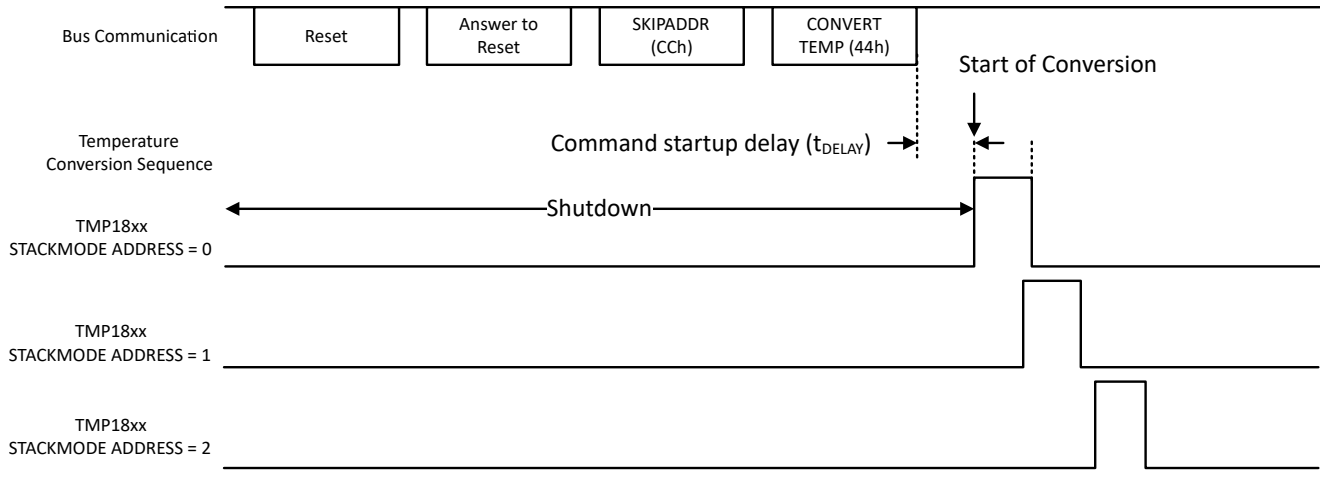 Bus Communication
Reset
Answer to
Reset
SKIPADDR
(CCh)
CONVERT
TEMP (44h)
Start of Conversion
Temperature
Conversion Sequence
Command startup delay (tDELAY)
Shutdown
TMP18xx
STACKMODE ADDRESS = 0
TMP18xx
STACKMODE ADDRESS = 1
TMP18xx
STACKMODE ADDRESS = 2